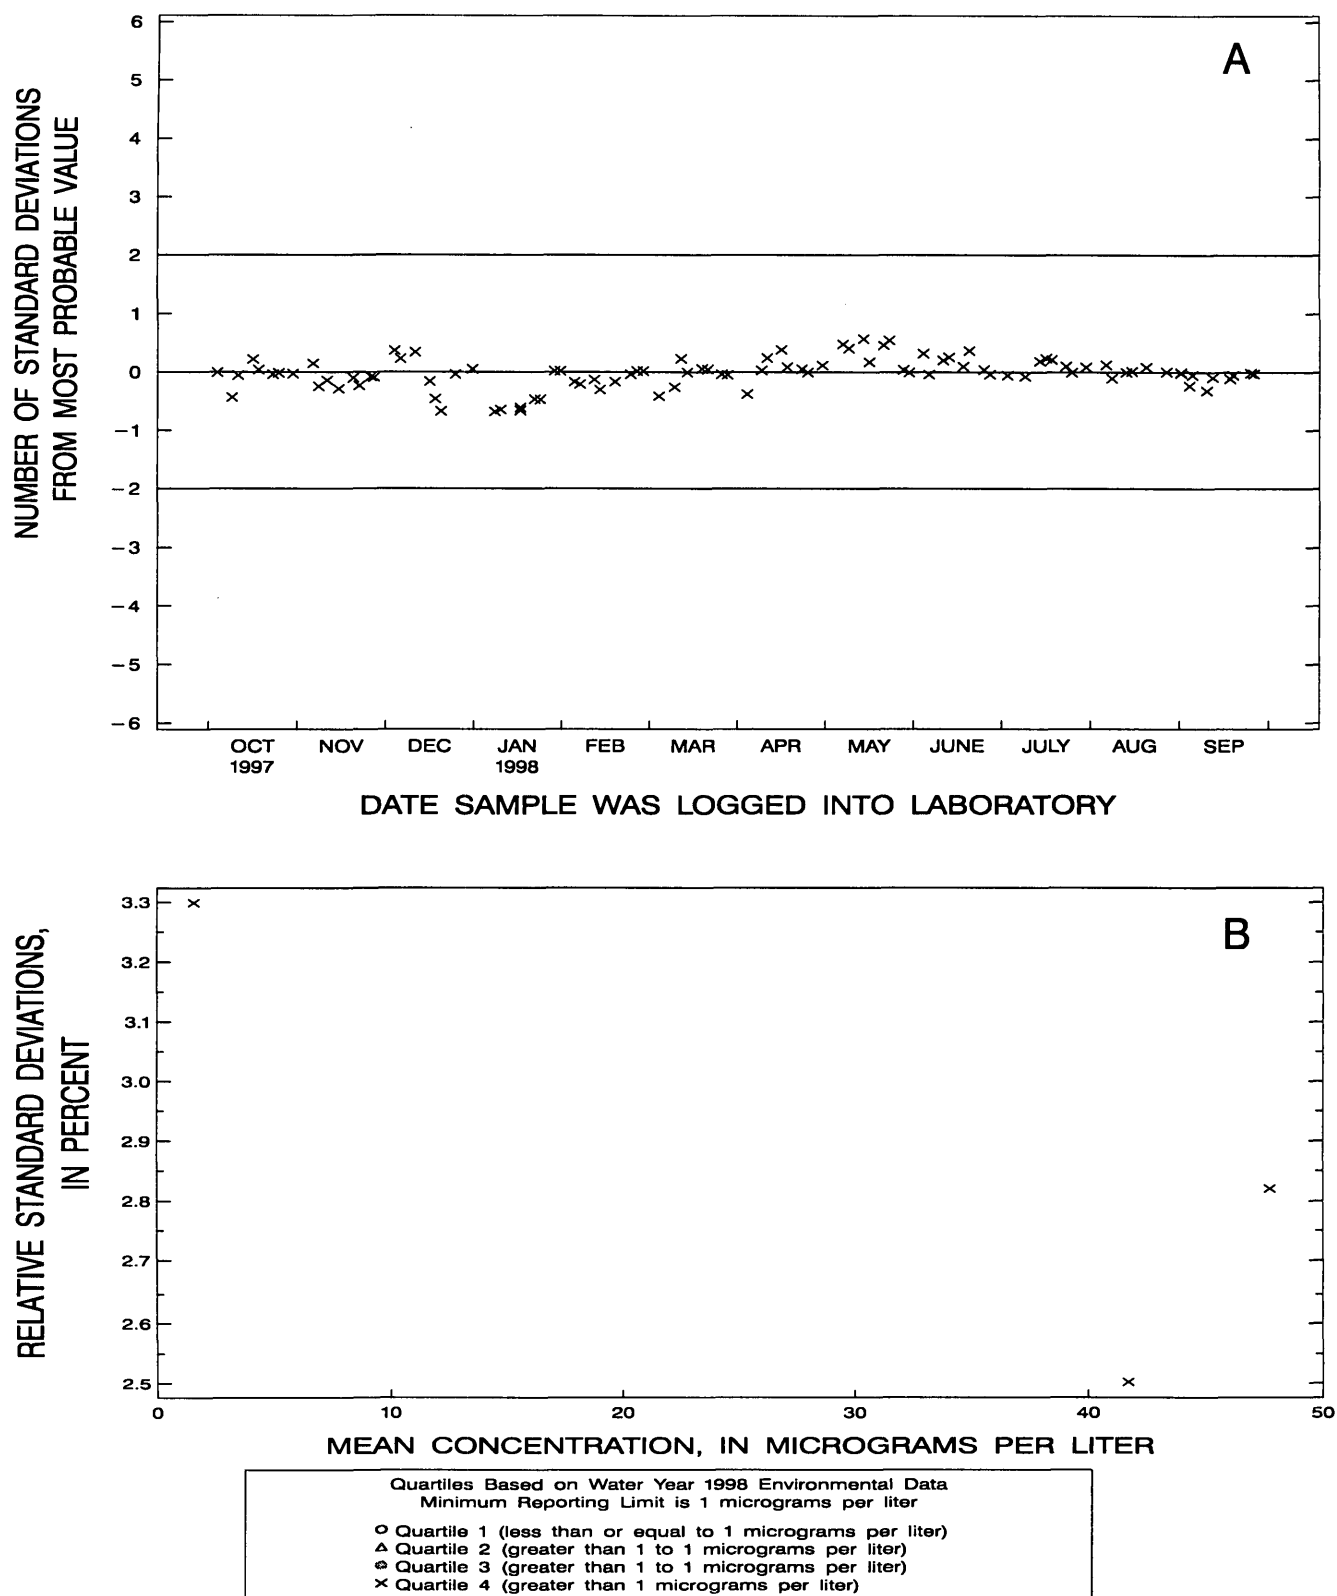 A
NUMBER OF STANDARD DEVIATIONS
FROM MOST PROBABLE VALUE
6
5
4
3
2
1
0
−1
−2
−3
−4
−5
−6
OCT NOV DEC JAN FEB MAR APR MAY JUNE JULY AUG SEP
1997 1998
DATE SAMPLE WAS LOGGED INTO LABORATORY
B
RELATIVE STANDARD DEVIATIONS,
IN PERCENT
3.3
3.2
3.1
3.0
2.9
2.8
2.7
2.6
2.5
0 10 20 30 40 50
MEAN CONCENTRATION, IN MICROGRAMS PER LITER
Quartiles Based on Water Year 1998 Environmental Data
Minimum Reporting Limit is 1 micrograms per liter
Quartile 1 (less than or equal to 1 micrograms per liter)
Quartile 2 (greater than 1 to 1 micrograms per liter)
Quartile 3 (greater than 1 to 1 micrograms per liter)
Quartile 4 (greater than 1 micrograms per liter)